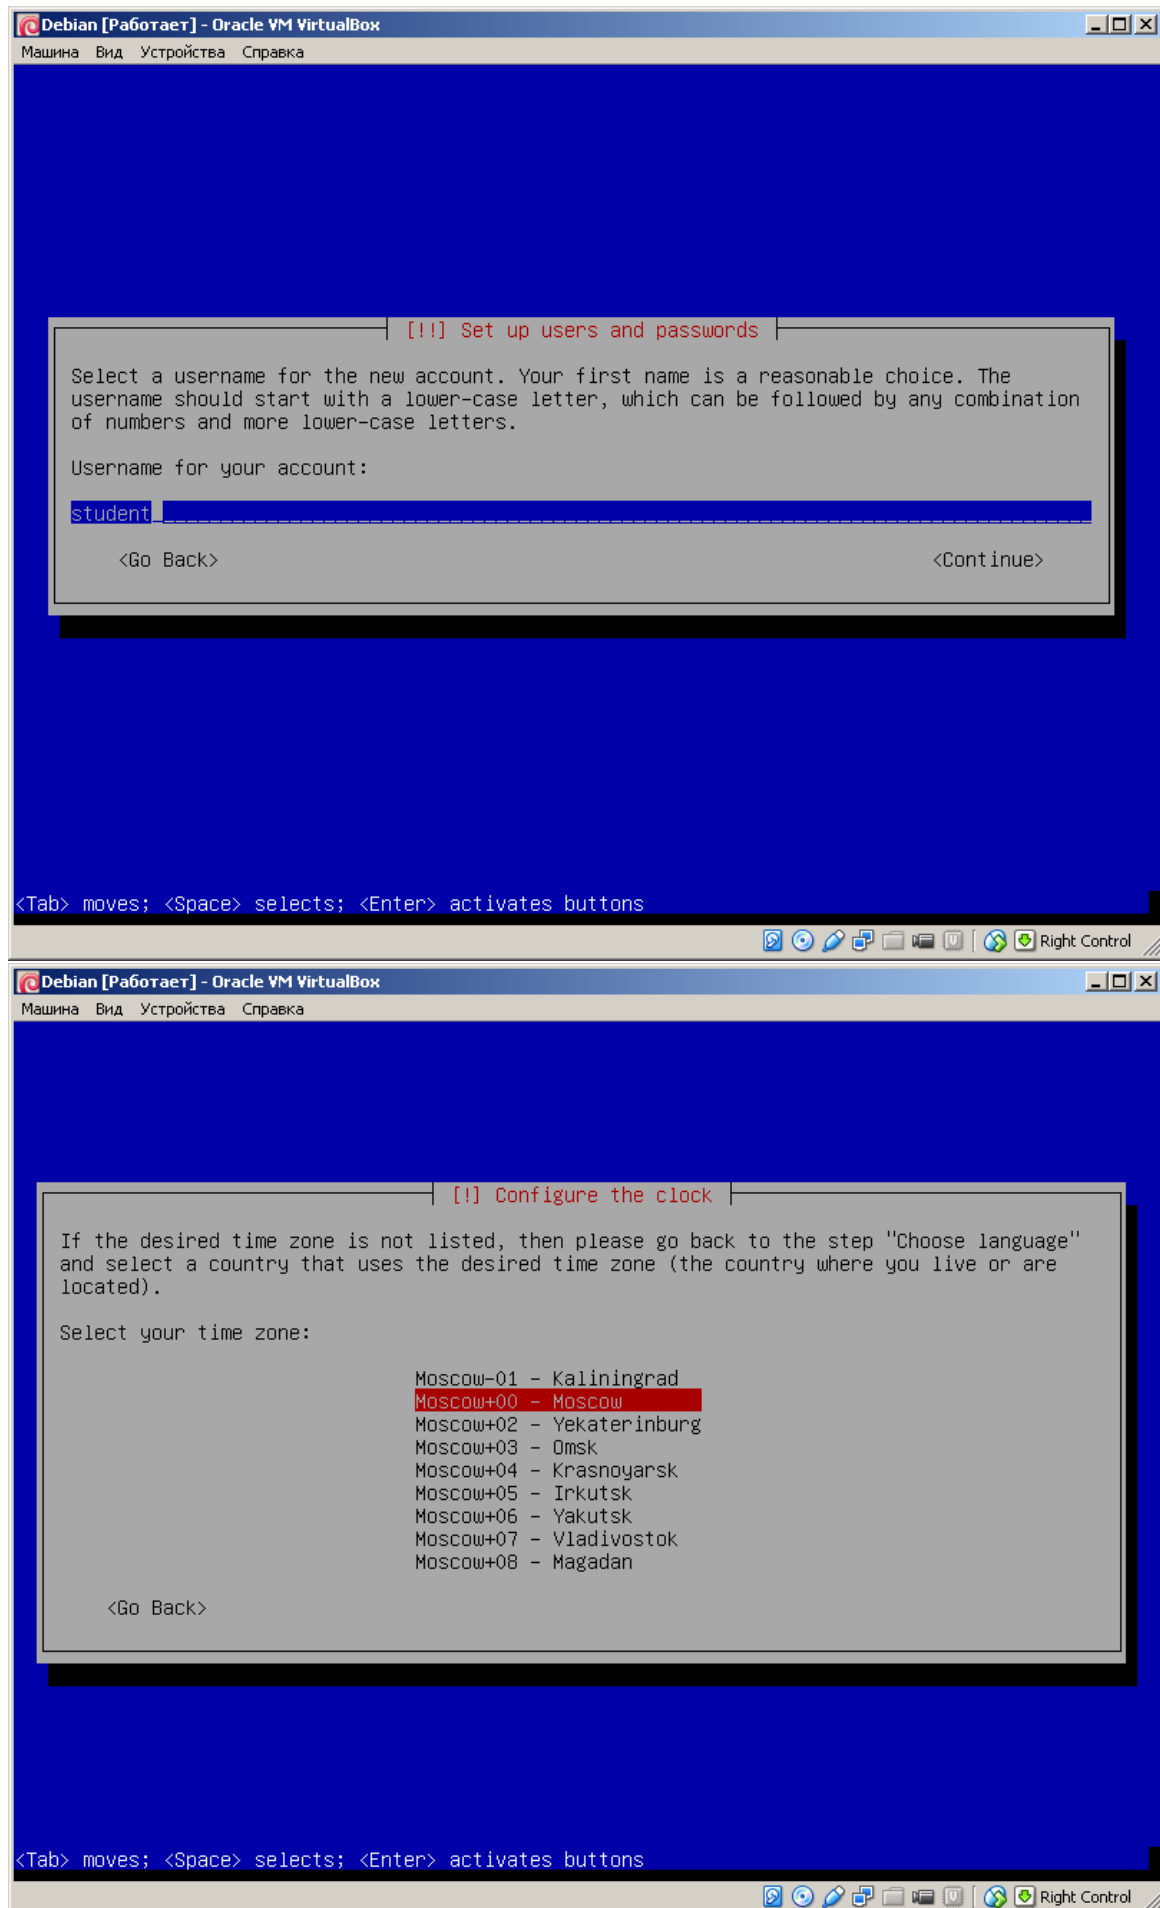 Debian [Работает] - Oracle VM VirtualBox
Машина Вид Устройства Справка
[!!] Set up users and passwords
Select a username for the new account. Your first name is a reasonable choice. The
username should start with a lower-case letter, which can be followed by any combination
of numbers and more lower-case letters.
Username for your account:
student
<Go Back> <Continue>
<Tab> moves; <Space> selects; <Enter> activates buttons
Right Control
Debian [Работает] - Oracle VM VirtualBox
Машина Вид Устройства Справка
[!] Configure the clock
If the desired time zone is not listed, then please go back to the step "Choose language"
and select a country that uses the desired time zone (the country where you live or are
located).
Select your time zone:
Moscow-01 - Kaliningrad
Moscow+00 - Moscow
Moscow+02 - Yekaterinburg
Moscow+03 - Omsk
Moscow+04 - Krasnoyarsk
Moscow+05 - Irkutsk
Moscow+06 - Yakutsk
Moscow+07 - Vladivostok
Moscow+08 - Magadan
<Go Back>
<Tab> moves; <Space> selects; <Enter> activates buttons
Right Control